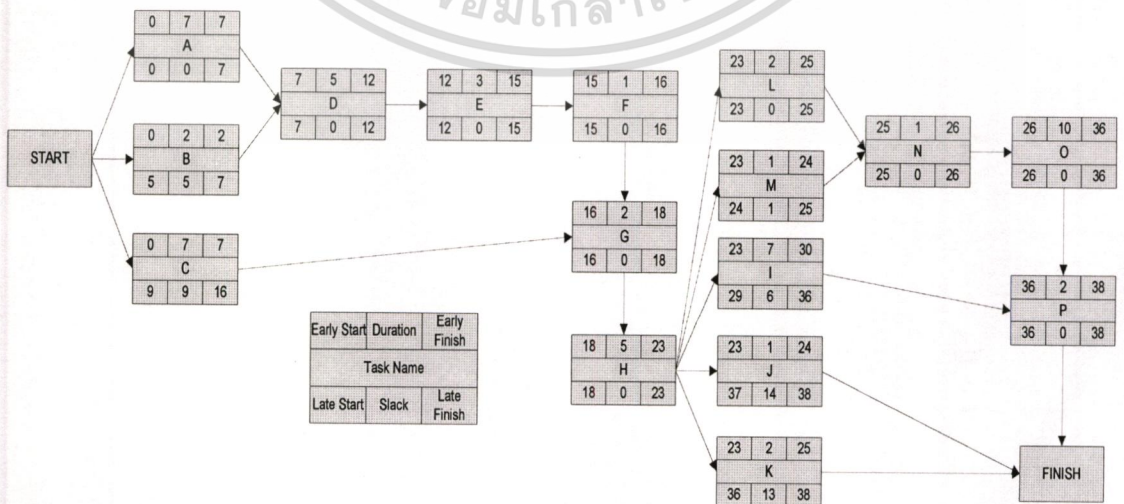 START
0 7 7
A
0 0 7
0 2 2
B
5 5 7
0 7 7
C
9 9 16
7 5 12
D
7 0 12
12 3 15
E
12 0 15
15 1 16
F
15 0 16
16 2 18
G
16 0 18
18 5 23
H
18 0 23
23 2 25
L
23 0 25
23 1 24
M
24 1 25
23 7 30
I
29 6 36
23 1 24
J
37 14 38
23 2 25
K
36 13 38
25 1 26
N
25 0 26
26 10 36
O
26 0 36
36 2 38
P
36 0 38
FINISH
Early Start Duration Early
Finish
Task Name
Late Start Slack Late
Finish